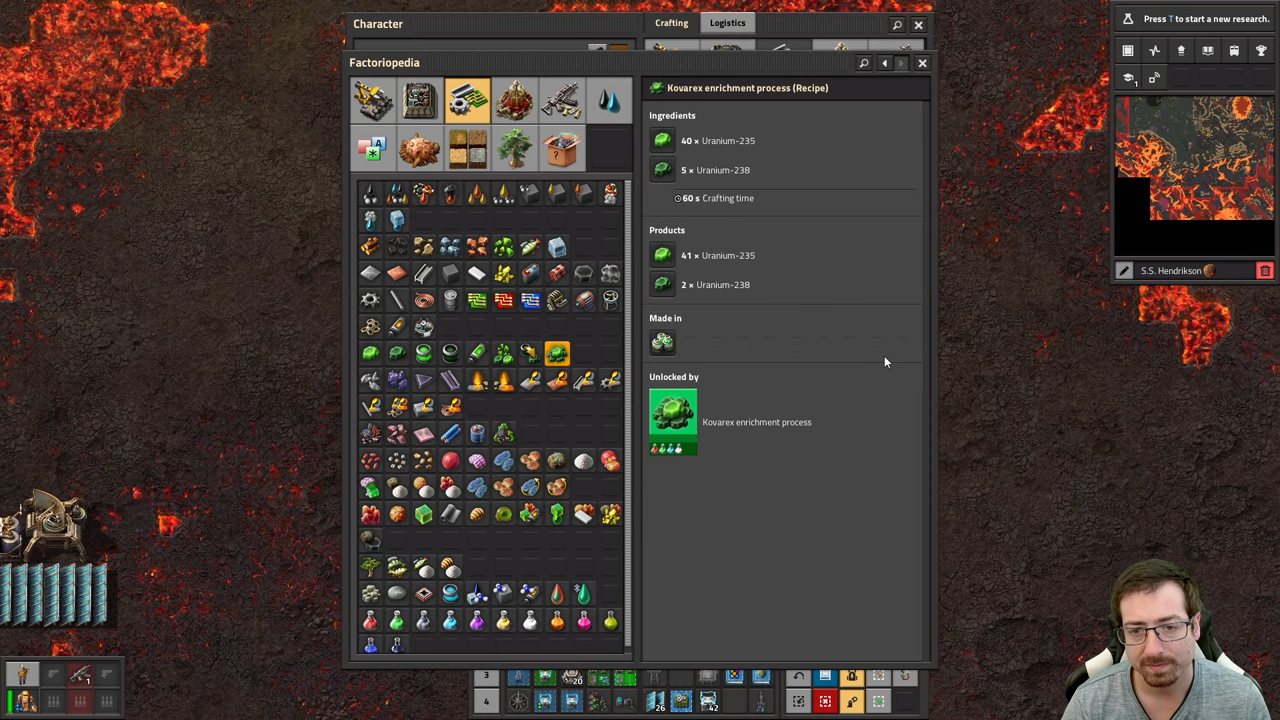 Character
Crafting
Logistics
Press T to start a new research.
Factoriopedia
Kovarex enrichment process (Recipe)
1
Ingredients
40 × Uranium-235
5 × Uranium-238
60 s Crafting time
Products
41 × Uranium-235
2 × Uranium-238
S.S. Hendrikson
Made in
Unlocked by
Kovarex enrichment process
A
?
1
3
20
4
26
42